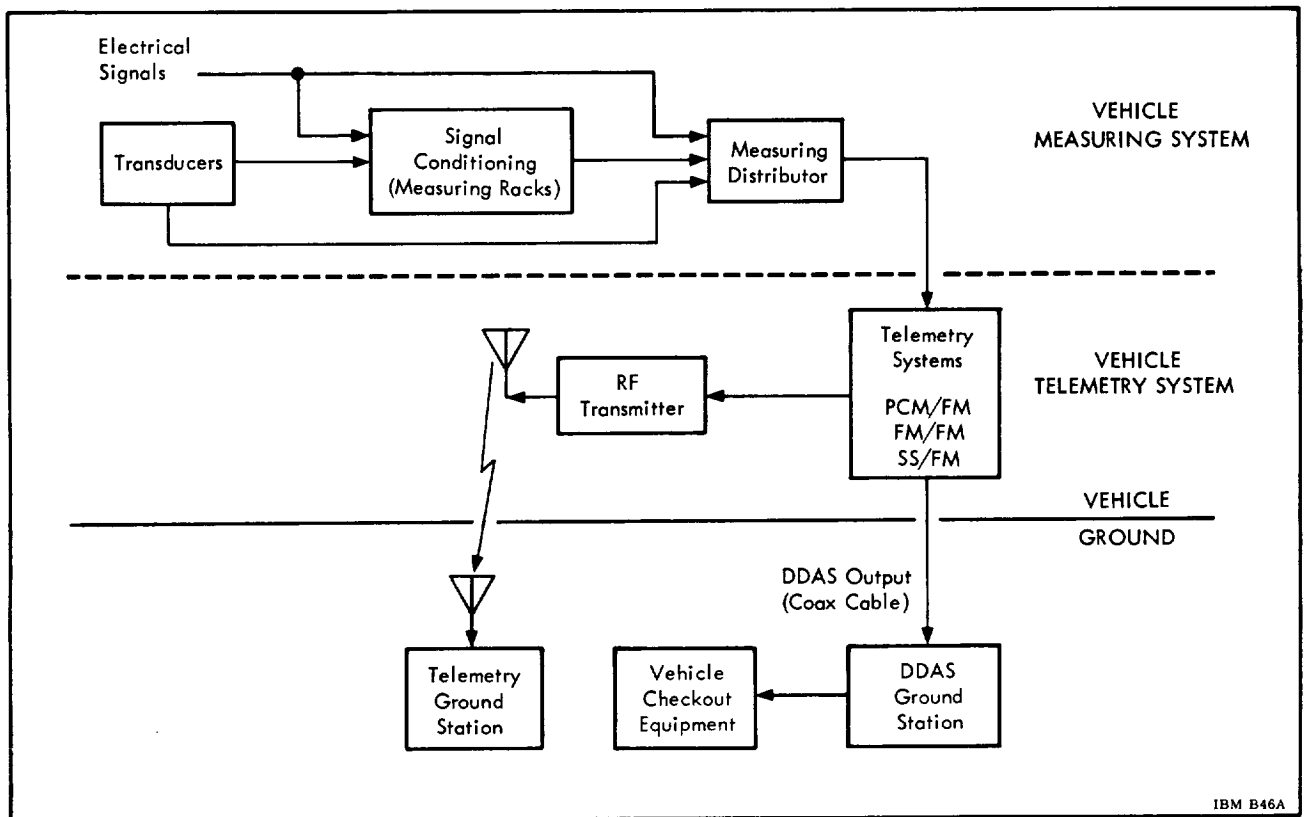 Electrical
Signals
Transducers
Signal
Conditioning
(Measuring Racks)
Measuring
Distributor
VEHICLE
MEASURING SYSTEM
RF
Transmitter
Telemetry
Systems
PCM/FM
FM/FM
SS/FM
VEHICLE
TELEMETRY SYSTEM
VEHICLE
GROUND
DDAS Output
(Coax Cable)
Telemetry
Ground
Station
Vehicle
Checkout
Equipment
DDAS
Ground
Station
IBM B46A